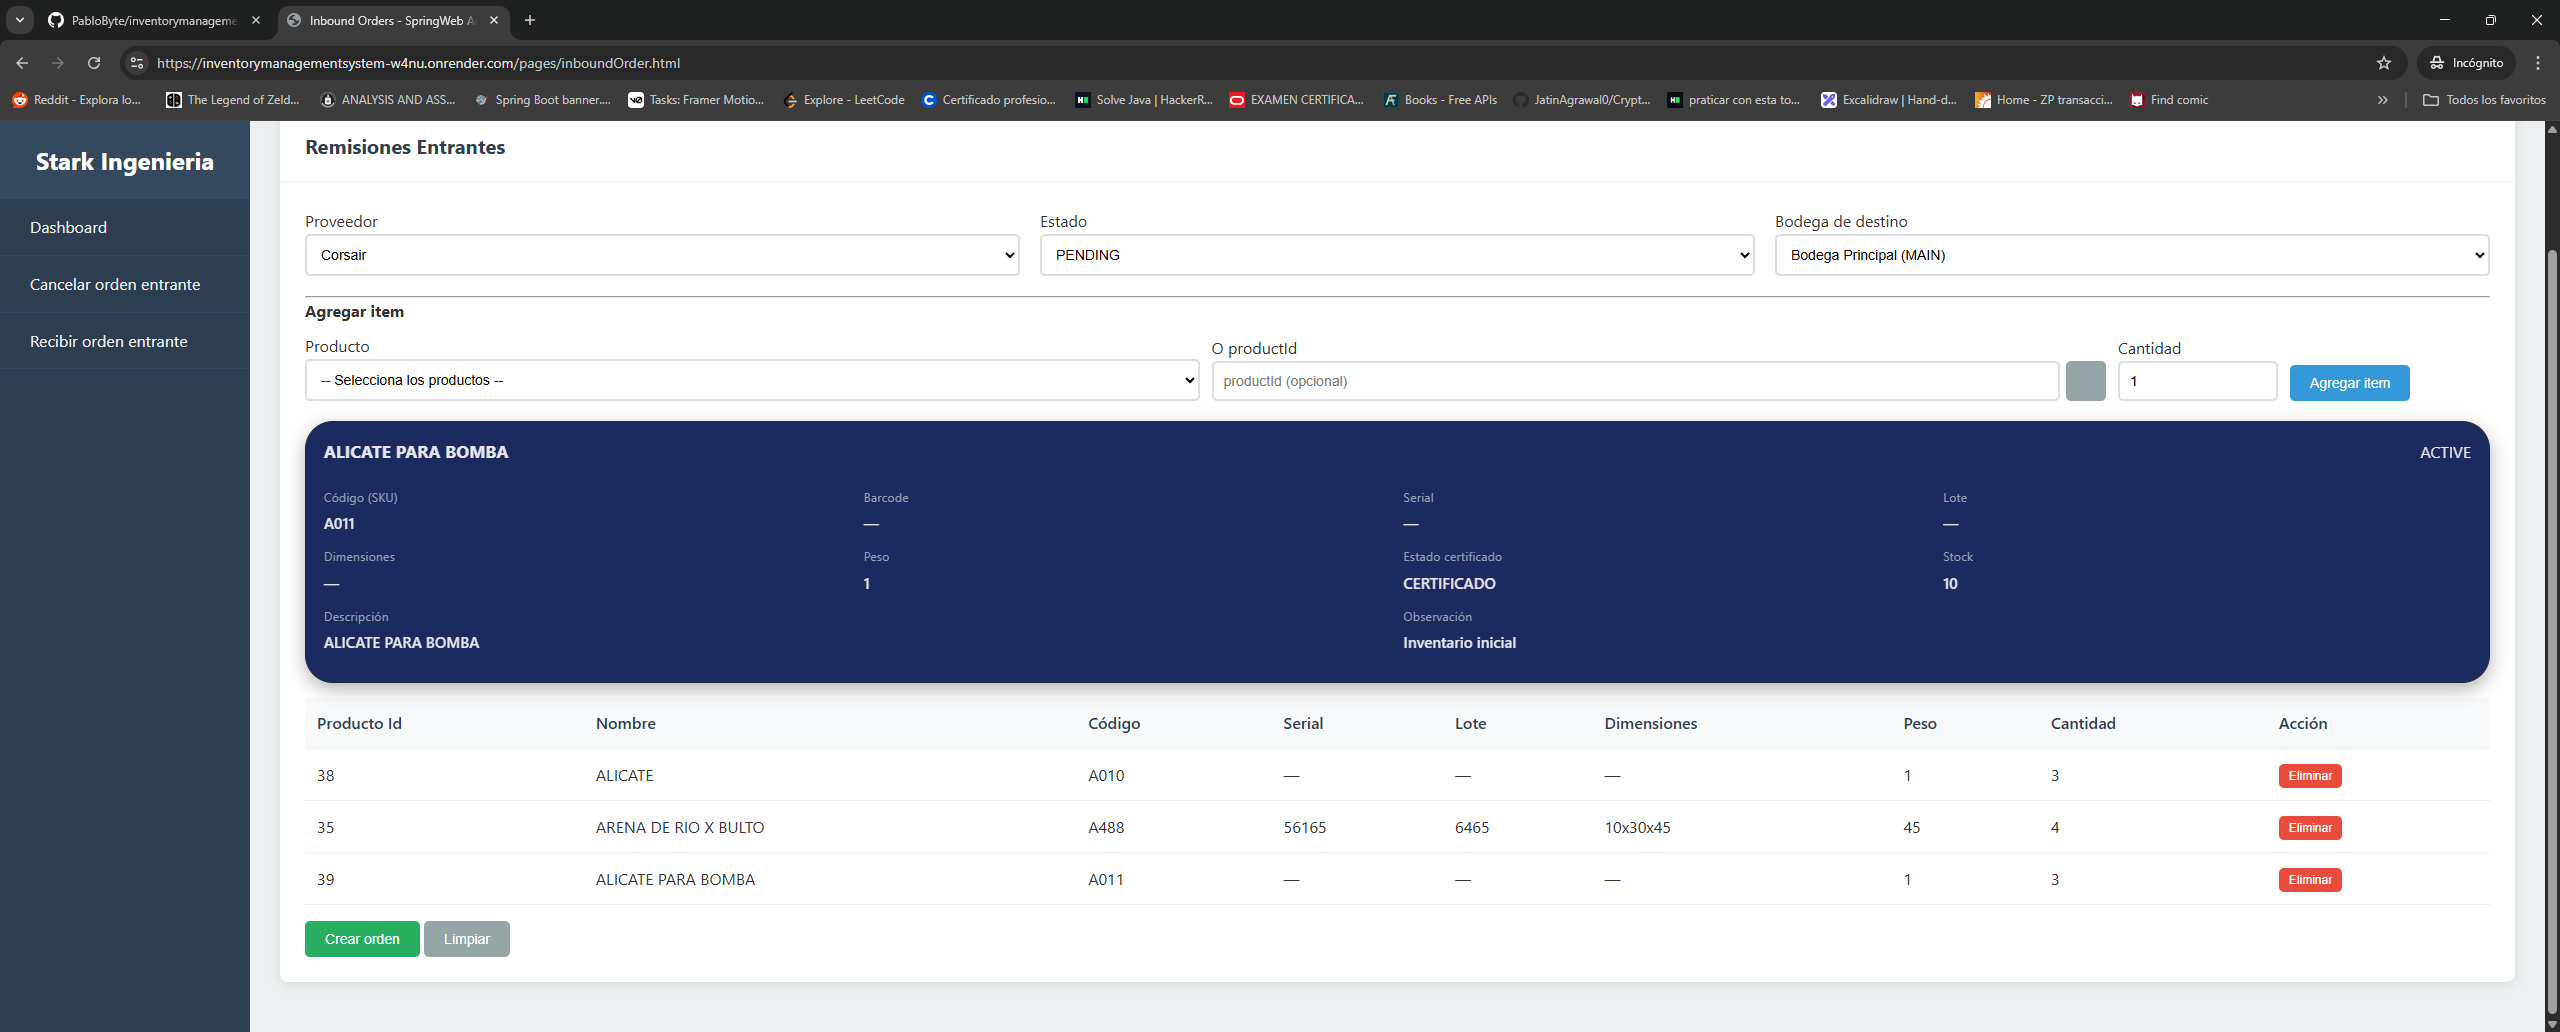 PabloByte/inventorymanageme
Inbound Orders - SpringWeb A
https://inventorymanagementsystem-w4nu.onrender.com/pages/inboundOrder.html
Incógnito
Reddit - Explora lo...
The Legend of Zeld...
ANALYSIS AND ASS...
Spring Boot banner....
Tasks: Framer Motio...
Explore - LeetCode
Certificado profesio...
Solve Java | HackerR...
EXAMEN CERTIFICA...
Books - Free APIs
JatinAgrawal0/Crypt...
praticar con esta to...
Excalidraw | Hand-d...
Home - ZP transacci...
Find comic
Todos los favoritos
Stark Ingenieria
Dashboard
Cancelar orden entrante
Recibir orden entrante
Remisiones Entrantes
Proveedor Estado Bodega de destino
Corsair PENDING Bodega Principal (MAIN)
Agregar item
Producto O productId Cantidad
-- Selecciona los productos -- productId (opcional) 1 Agregar item
ALICATE PARA BOMBA ACTIVE
Código (SKU) Barcode Serial Lote
A011 — — —
Dimensiones Peso Estado certificado Stock
— 1 CERTIFICADO 10
Descripción Observación
ALICATE PARA BOMBA Inventario inicial
Producto Id Nombre Código Serial Lote Dimensiones Peso Cantidad Acción
38 ALICATE A010 — — — 1 3 Eliminar
35 ARENA DE RIO X BULTO A488 56165 6465 10x30x45 45 4 Eliminar
39 ALICATE PARA BOMBA A011 — — — 1 3 Eliminar
Crear orden Limpiar